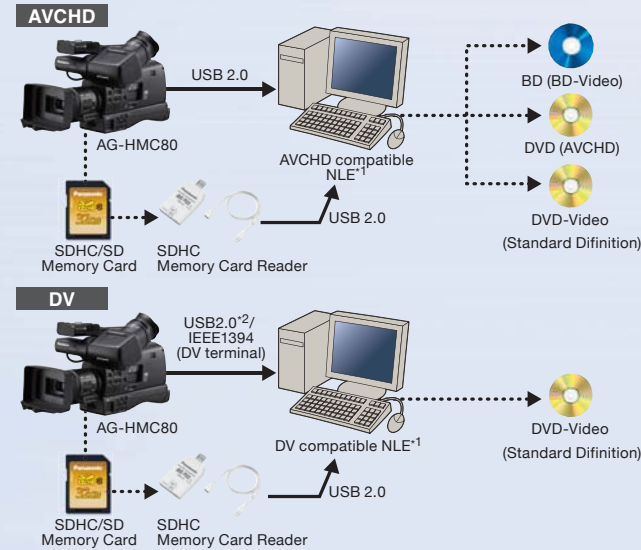 AVCHD
USB 2.0
AG-HMC80
AVCHD compatible
NLE*1
BD (BD-Video)
DVD (AVCHD)
DVD-Video
(Standard Difinition)
Panasonic
USB 2.0
SDHC/SD
Memory Card
SDHC
Memory Card Reader
DV
USB2.0*2/
IEEE1394
(DV terminal)
AG-HMC80
DV compatible NLE*1
DVD-Video
(Standard Difinition)
Panasonic
USB 2.0
SDHC/SD
Memory Card
SDHC
Memory Card Reader